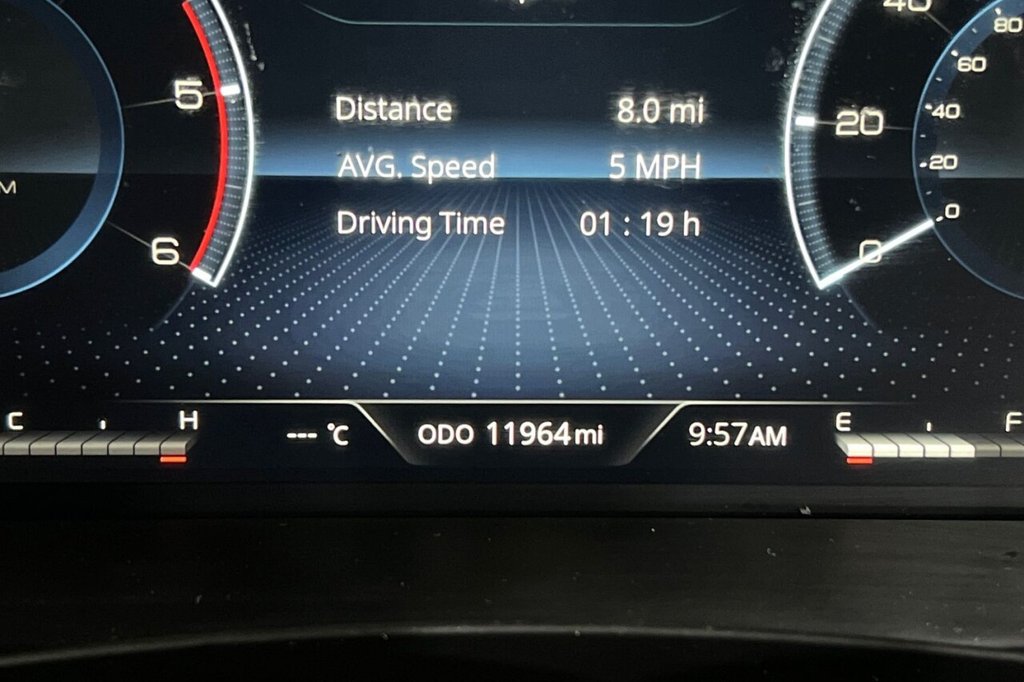 40
80
5
60
Distance 8.0 mi
20
40
AVG. Speed 5 MPH
20
M
Driving Time 01 : 19 h
0
6
0
C H
--- °C
ODO 11964 mi
9:57 AM
E F